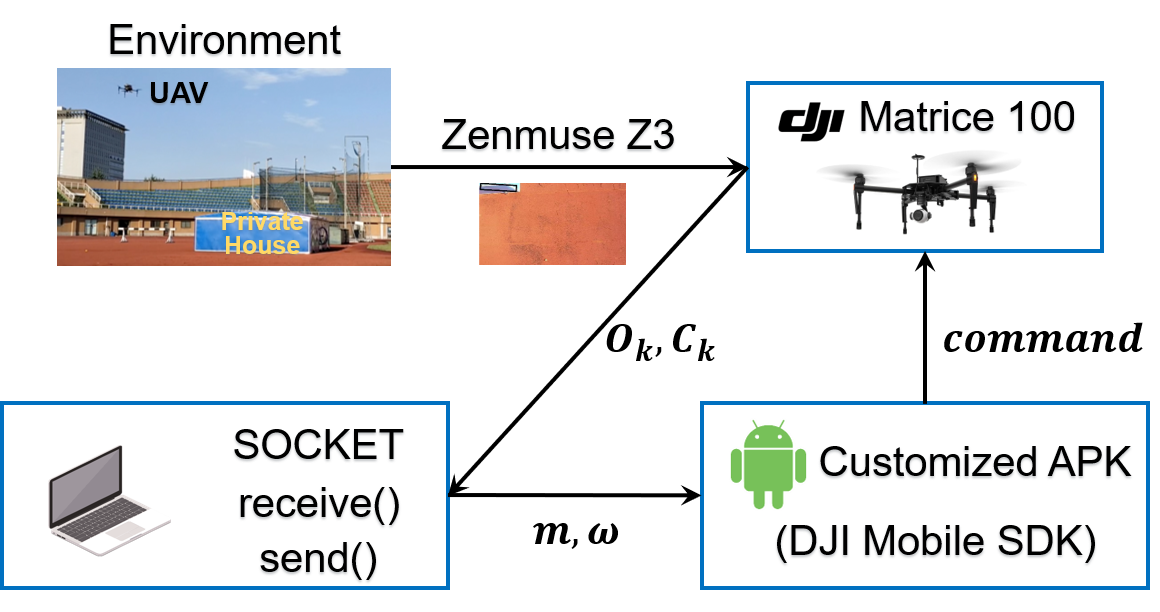 Environment
UAV
Private
House
Zenmuse Z3
dji Matrice 100
O_k, C_k
command
SOCKET
receive()
send()
m, ω
Customized APK
(DJI Mobile SDK)